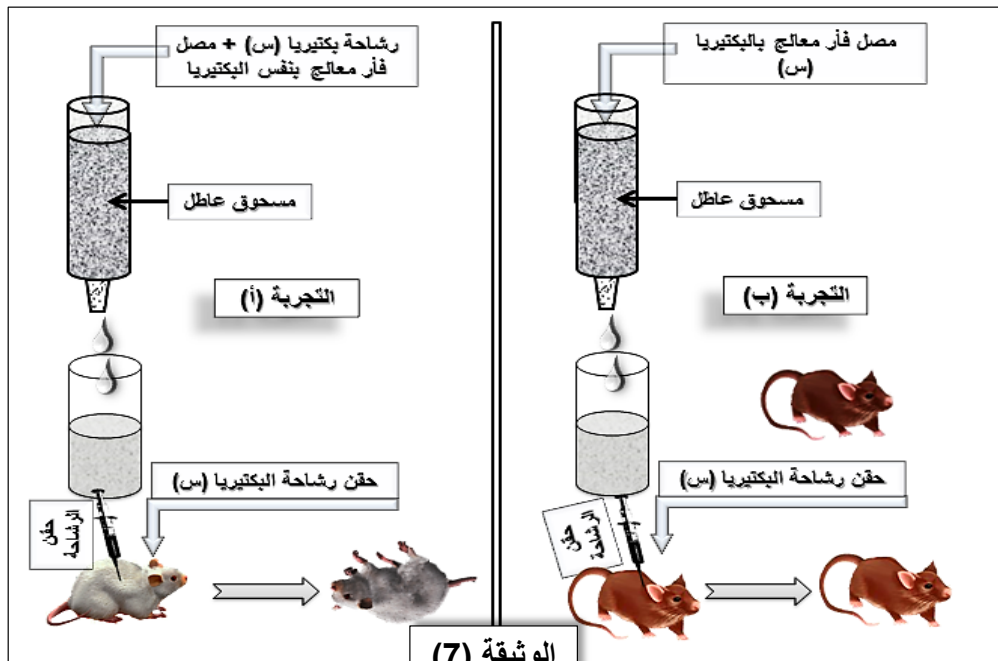 رشاحة بكتيريا (س) + مصل
فأر معالج بنفس البكتيريا
مسحوق عاطل
التجربة (أ)
حقن رشاحة البكتيريا (س)
حقن
الرشاحة
مصل فأر معالج بالبكتيريا
(س)
مسحوق عاطل
التجربة (ب)
حقن رشاحة البكتيريا (س)
حقن
الرشاحة
الوثيقة (7)